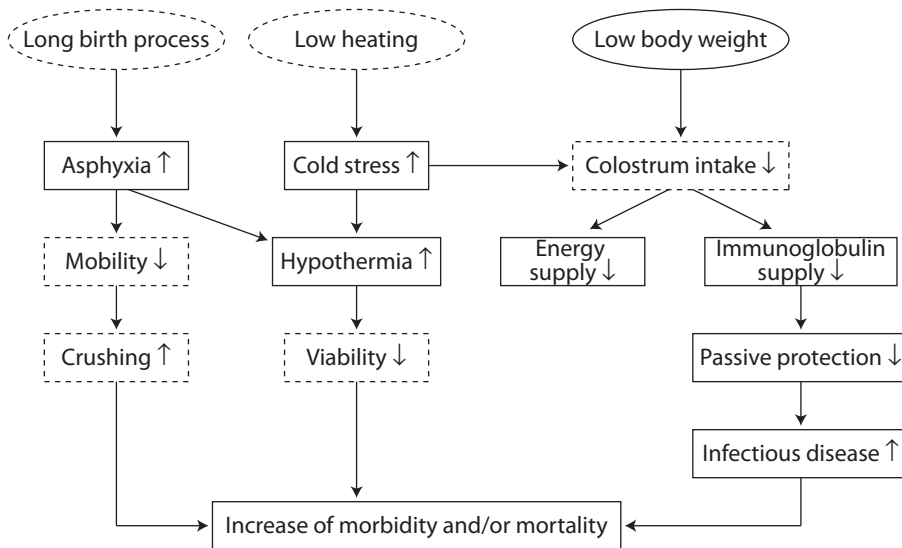 Long birth process
Low heating
Low body weight
Asphyxia ↑
Cold stress ↑
Colostrum intake ↓
Mobility ↓
Hypothermia ↑
Energy
supply ↓
Immunoglobulin
supply ↓
Crushing ↑
Viability ↓
Passive protection ↓
Infectious disease ↑
Increase of morbidity and/or mortality